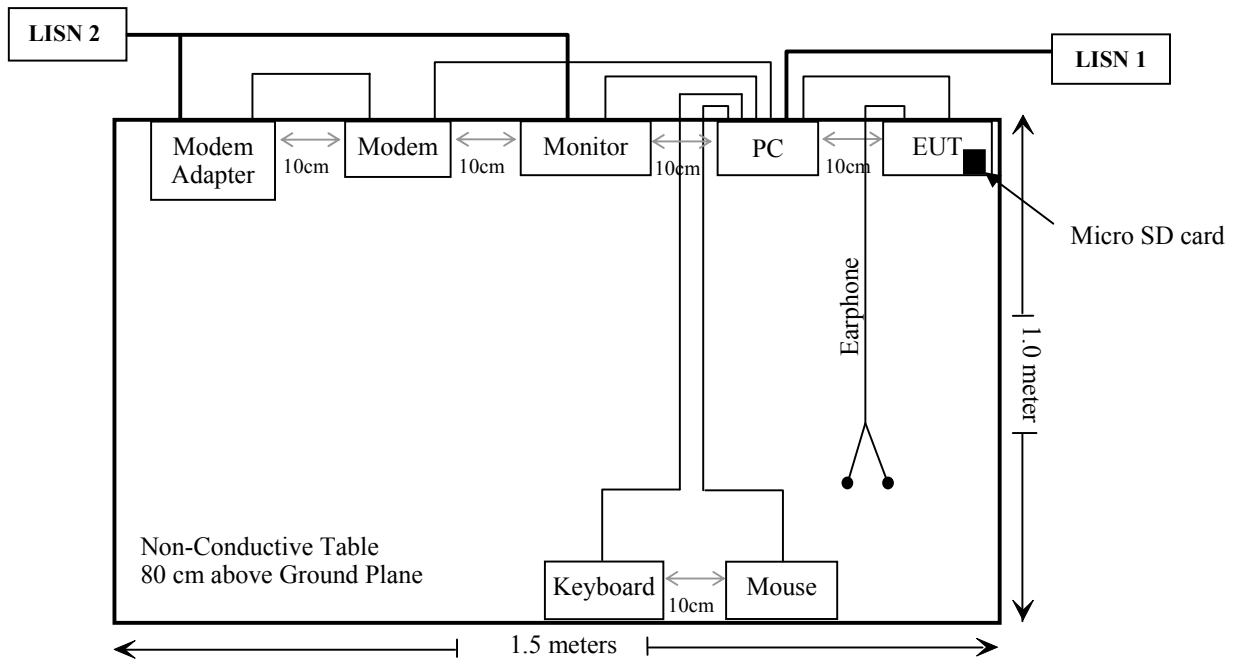 LISN 2
LISN 1
Modem
Adapter
10cm
Modem
10cm
Monitor
10cm
PC
10cm
EUT
Micro SD card
Earphone
1.0 meter
Non-Conductive Table
80 cm above Ground Plane
Keyboard
10cm
Mouse
1.5 meters